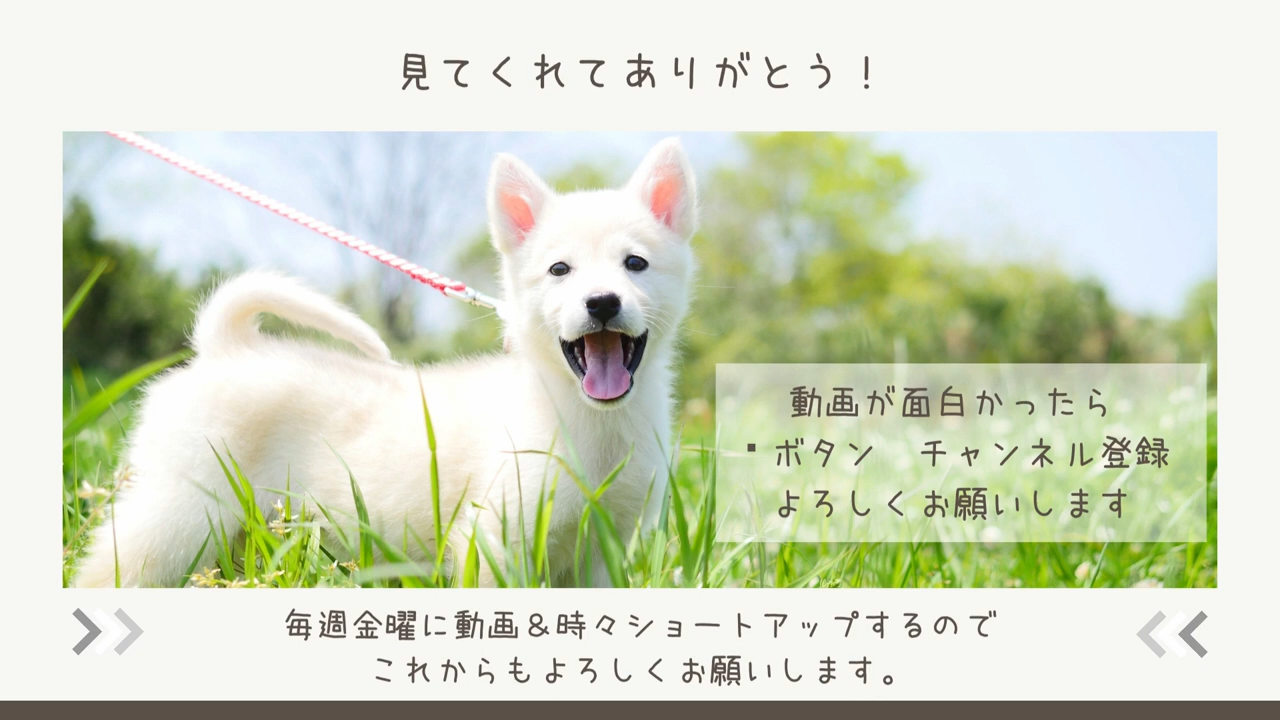 見てくれてありがとう！
動画が面白かったら
▪ボタン　チャンネル登録
よろしくお願いします
毎週金曜に動画＆時々ショートアップするので
これからもよろしくお願いします。